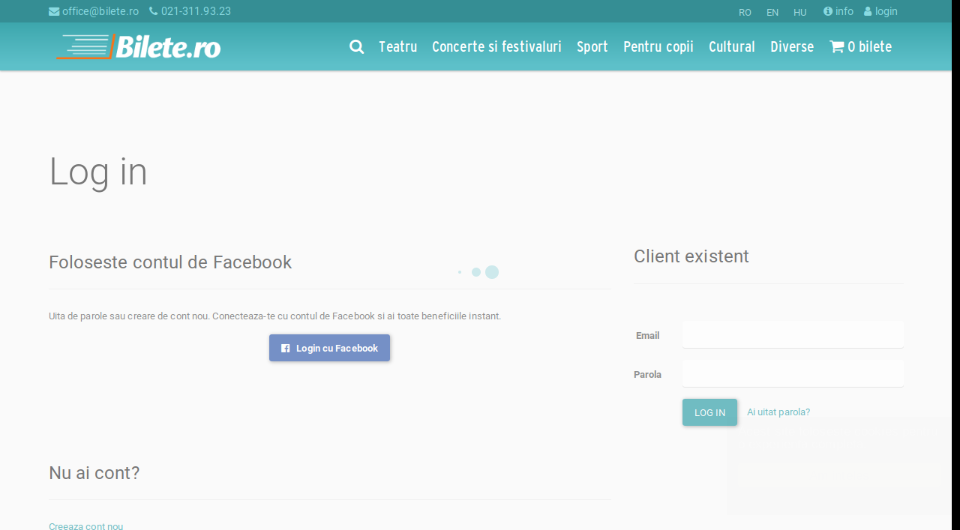 office@bilete.ro 021-311.93.23 RO EN HU info login
Bilete.ro Teatru Concerte si festivaluri Sport Pentru copii Cultural Diverse 0 bilete
Log in
Foloseste contul de Facebook
Uita de parole sau creare de cont nou. Conecteaza-te cu contul de Facebook si ai toate beneficiile instant.
Login cu Facebook
Nu ai cont?
Creeaza cont nou
Client existent
Email
Parola
LOG IN Ai uitat parola?